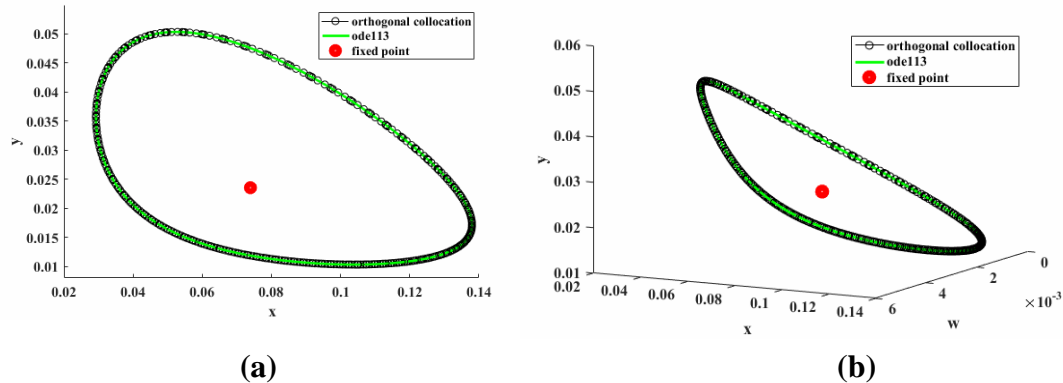 orthogonal collocation
ode113
fixed point
0.05
0.045
0.04
0.035
0.03
0.025
0.02
0.015
0.01
y
0.02 0.04 0.06 0.08 0.1 0.12 0.14
x
(a)
orthogonal collocation
ode113
fixed point
0.06
0.05
0.04
0.03
0.02
0.01
y
0.02 0.04 0.06 0.08 0.1 0.12 0.14
x
6 4 2 0
×10⁻³
w
(b)